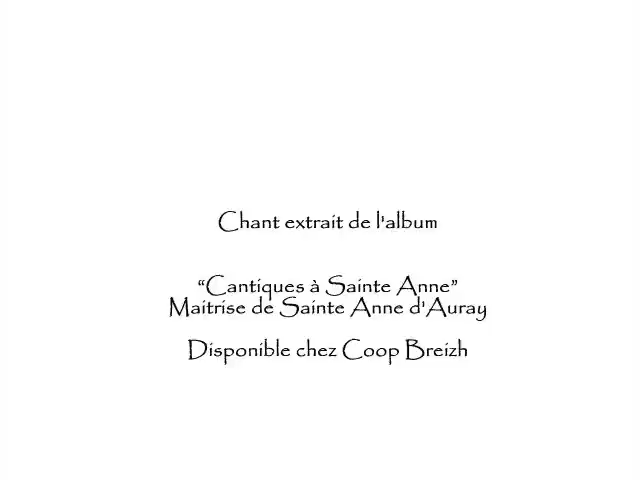 Chant extrait de l'album
“Cantiques à Sainte Anne”
Maitrise de Sainte Anne d'Auray
Disponible chez Coop Breizh